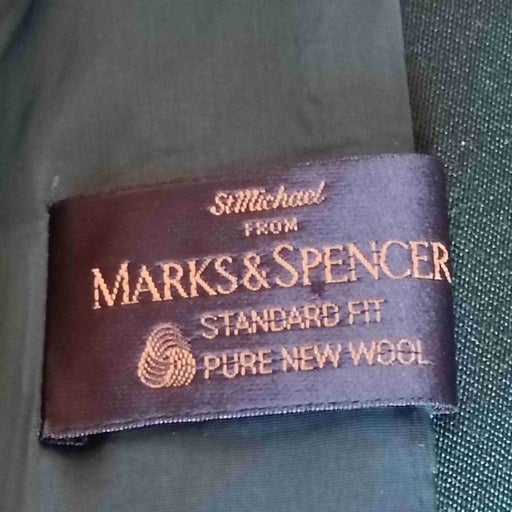 StMichael
FROM
MARKS & SPENCER
STANDARD FIT
PURE NEW WOOL